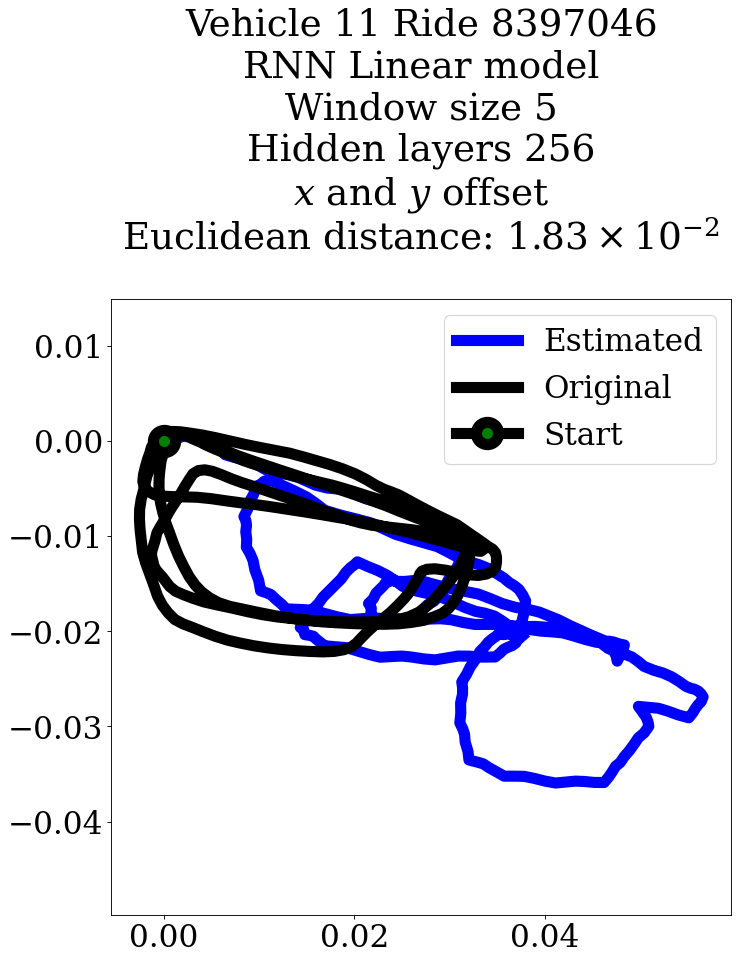 Vehicle 11 Ride 8397046
RNN Linear model
Window size 5
Hidden layers 256
x and y offset
Euclidean distance: 1.83 × 10⁻²
Estimated
Original
Start
0.01
0.00
−0.01
−0.02
−0.03
−0.04
0.00 0.02 0.04